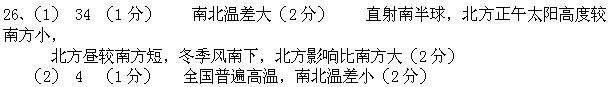 26、（1） 34 （1分） 南北温差大（2分） 直射南半球，北方正午太阳高度较
南方小，
北方昼较南方短，冬季风南下，北方影响比南方大（2分）
（2） 4 （1分） 全国普遍高温，南北温差小（2分）